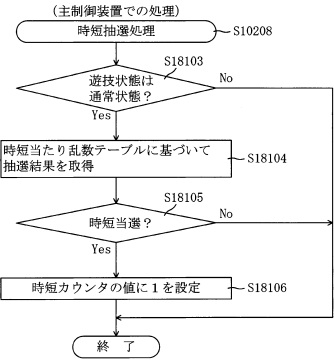 (主制御装置での処理)
時短抽選処理
S10208
S18103
遊技状態は
通常状態？
No
Yes
時短当たり乱数テーブルに基づいて
抽選結果を取得
S18104
S18105
時短当選？
No
Yes
時短カウンタの値に1を設定
S18106
終 了